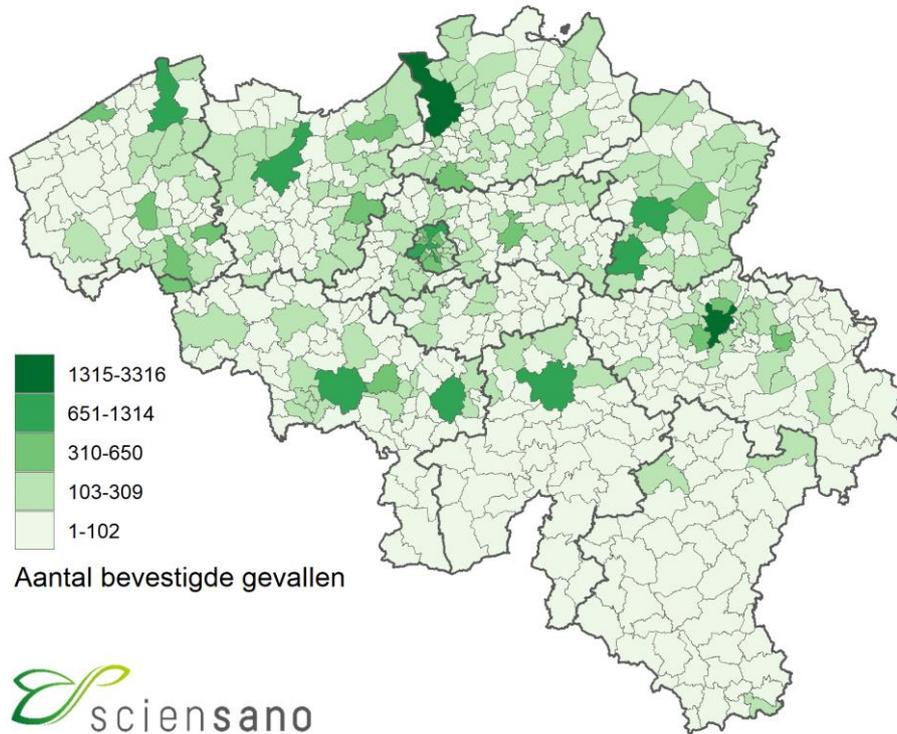 1315-3316
651-1314
310-650
103-309
1-102
Aantal bevestigde gevallen
sciensano